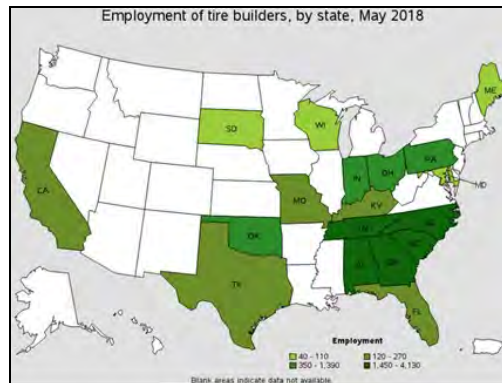 Employment of tire builders, by state, May 2018
ME
SD
WI
PA
IN
OH
MD
CA
MO
KY
TN
NC
OK
SC
AL
GA
TX
FL
Employment
40 - 110
120 - 270
350 - 1,390
1,450 - 4,130
Blank areas indicate data not available.